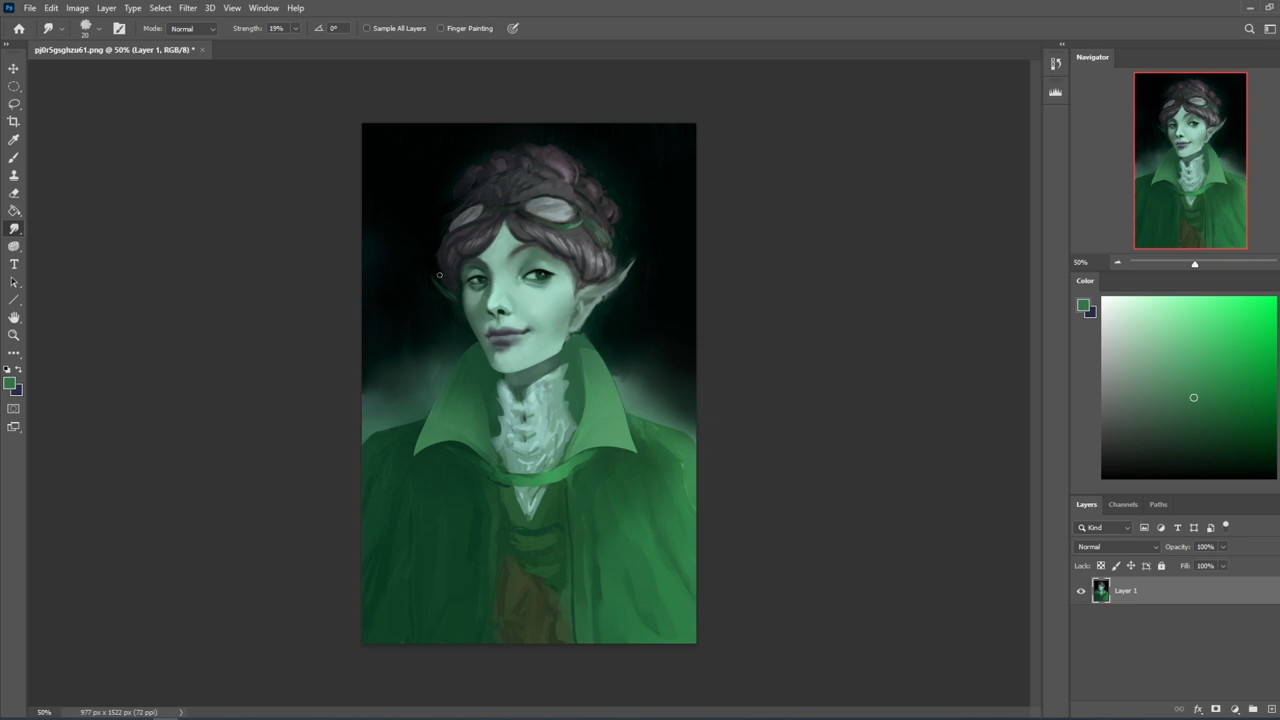 Ps File Edit Image Layer Type Select Filter 3D View Window Help
20 Mode: Normal Strength: 19% 0° Sample All Layers Finger Painting
pj0r5gsghzu61.png @ 50% (Layer 1, RGB/8) * ×
Navigator
50%
Color
Layers Channels Paths
Kind
Normal Opacity: 100%
Lock: Fill: 100%
Layer 1
50% 977 px x 1522 px (72 ppi)